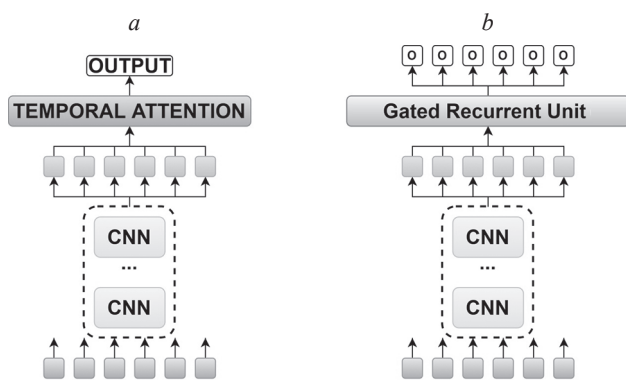 a
OUTPUT
TEMPORAL ATTENTION
CNN
...
CNN
b
o o o o o o
Gated Recurrent Unit
CNN
...
CNN